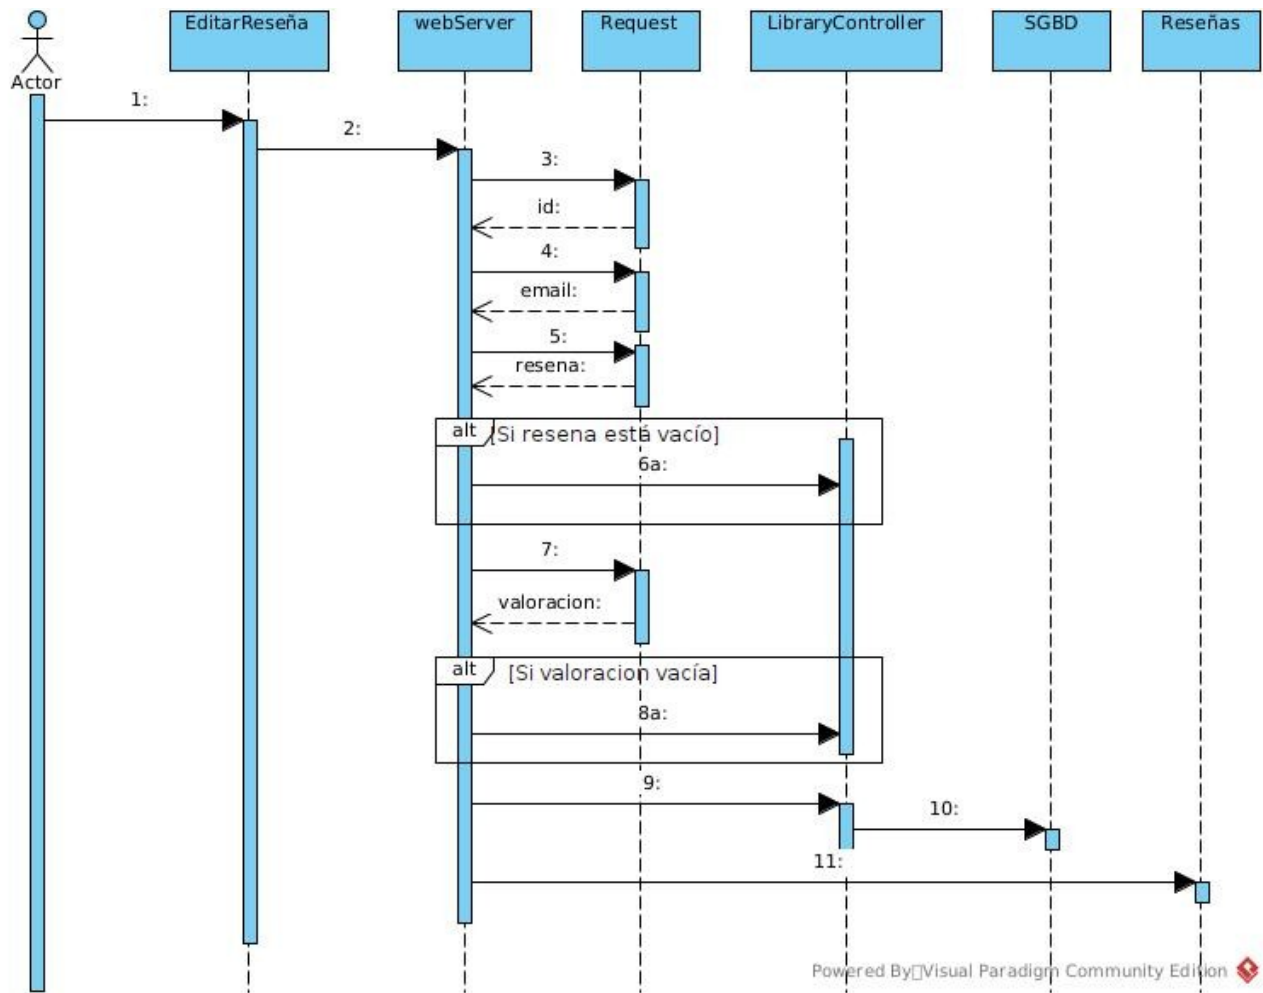 EditarReseña
webServer
Request
LibraryController
SGBD
Reseñas
Actor
1:
2:
3:
id:
4:
email:
5:
resena:
alt [Si resena está vacío]
6a:
7:
valoracion:
alt [Si valoracion vacía]
8a:
9:
10:
11:
Powered By Visual Paradigm Community Edition